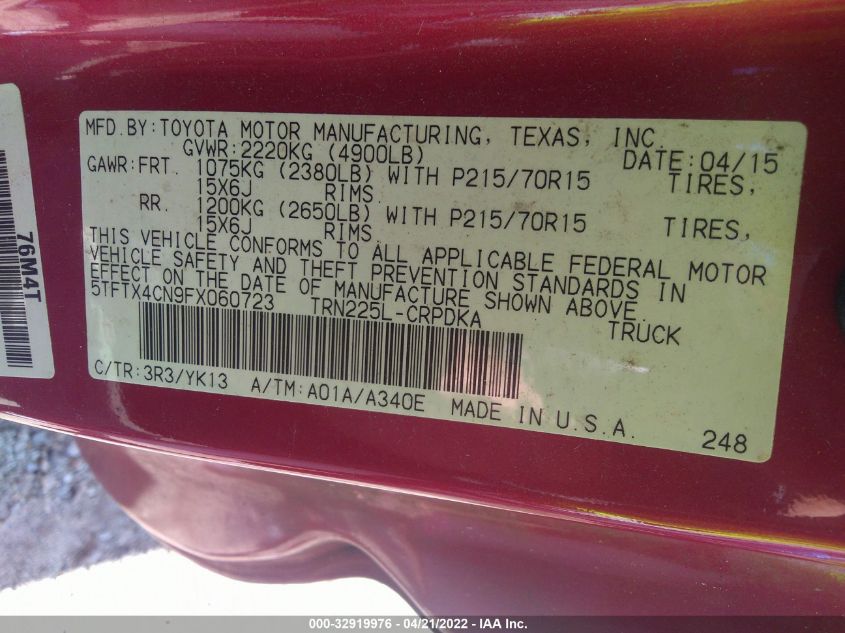 MFD.BY:TOYOTA MOTOR MANUFACTURING, TEXAS, INC.
GVWR:2220KG (4900LB) DATE:04/15
GAWR:FRT. 1075KG (2380LB) WITH P215/70R15 TIRES,
15X6J RIMS
RR. 1200KG (2650LB) WITH P215/70R15 TIRES,
15X6J RIMS
THIS VEHICLE CONFORMS TO ALL APPLICABLE FEDERAL MOTOR
VEHICLE SAFETY AND THEFT PREVENTION STANDARDS IN
EFFECT ON THE DATE OF MANUFACTURE SHOWN ABOVE.
5TFTX4CN9FX060723 TRN225L-CRPDKA TRUCK
C/TR:3R3/YK13 A/TM:A01A/A340E MADE IN U.S.A.
248
76M4T
000-32919976 - 04/21/2022 - IAA Inc.